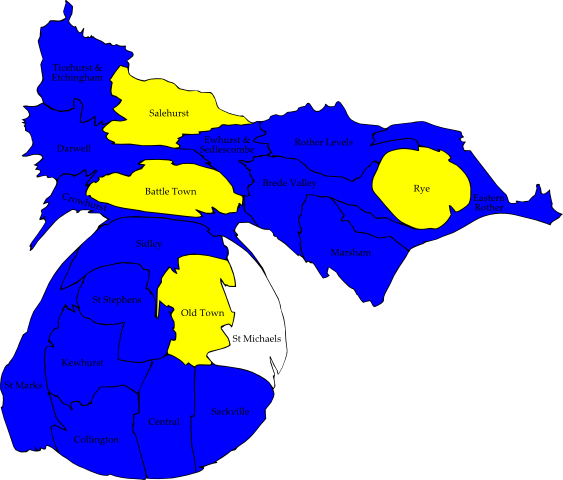 Ticehurst &
Etchingham
Salehurst
Darwell
Ewhurst &
Sedlescombe
Rother Levels
Battle Town
Brede Valley
Rye
Crowhurst
Eastern
Rother
Marsham
Sidley
St Stephens
Old Town
St Michaels
Kewhurst
St Marks
Sackville
Central
Collington